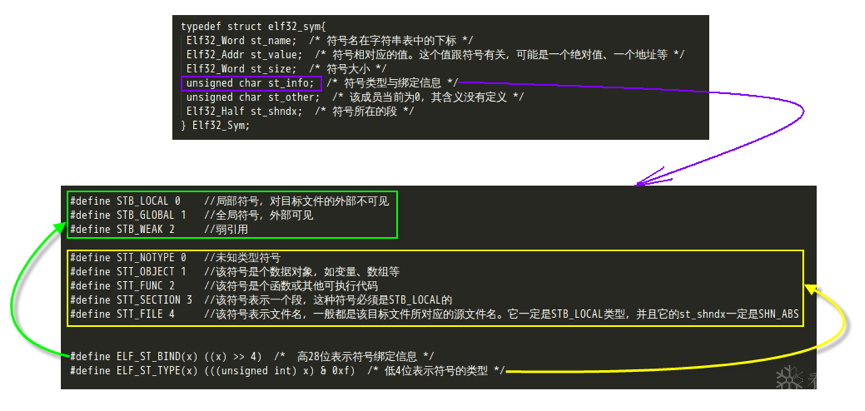 typedef struct elf32_sym{
Elf32_Word st_name; /* 符号名在字符串表中的下标 */
Elf32_Addr st_value; /* 符号相对应的值。这个值跟符号有关，可能是一个绝对值、一个地址等 */
Elf32_Word st_size; /* 符号大小 */
unsigned char st_info; /* 符号类型与绑定信息 */
unsigned char st_other; /* 该成员当前为0，其含义没有定义 */
Elf32_Half st_shndx; /* 符号所在的段 */
} Elf32_Sym;
#define STB_LOCAL 0 //局部符号，对目标文件的外部不可见
#define STB_GLOBAL 1 //全局符号，外部可见
#define STB_WEAK 2 //弱引用
#define STT_NOTYPE 0 //未知类型符号
#define STT_OBJECT 1 //该符号是个数据对象，如变量、数组等
#define STT_FUNC 2 //该符号是个函数或其他可执行代码
#define STT_SECTION 3 //该符号表示一个段，这种符号必须是STB_LOCAL的
#define STT_FILE 4 //该符号表示文件名，一般都是该目标文件所对应的源文件名。它一定是STB_LOCAL类型，并且它的st_shndx一定是SHN_ABS
#define ELF_ST_BIND(x) ((x) >> 4) /* 高28位表示符号绑定信息 */
#define ELF_ST_TYPE(x) (((unsigned int) x) & 0xf) /* 低4位表示符号的类型 */